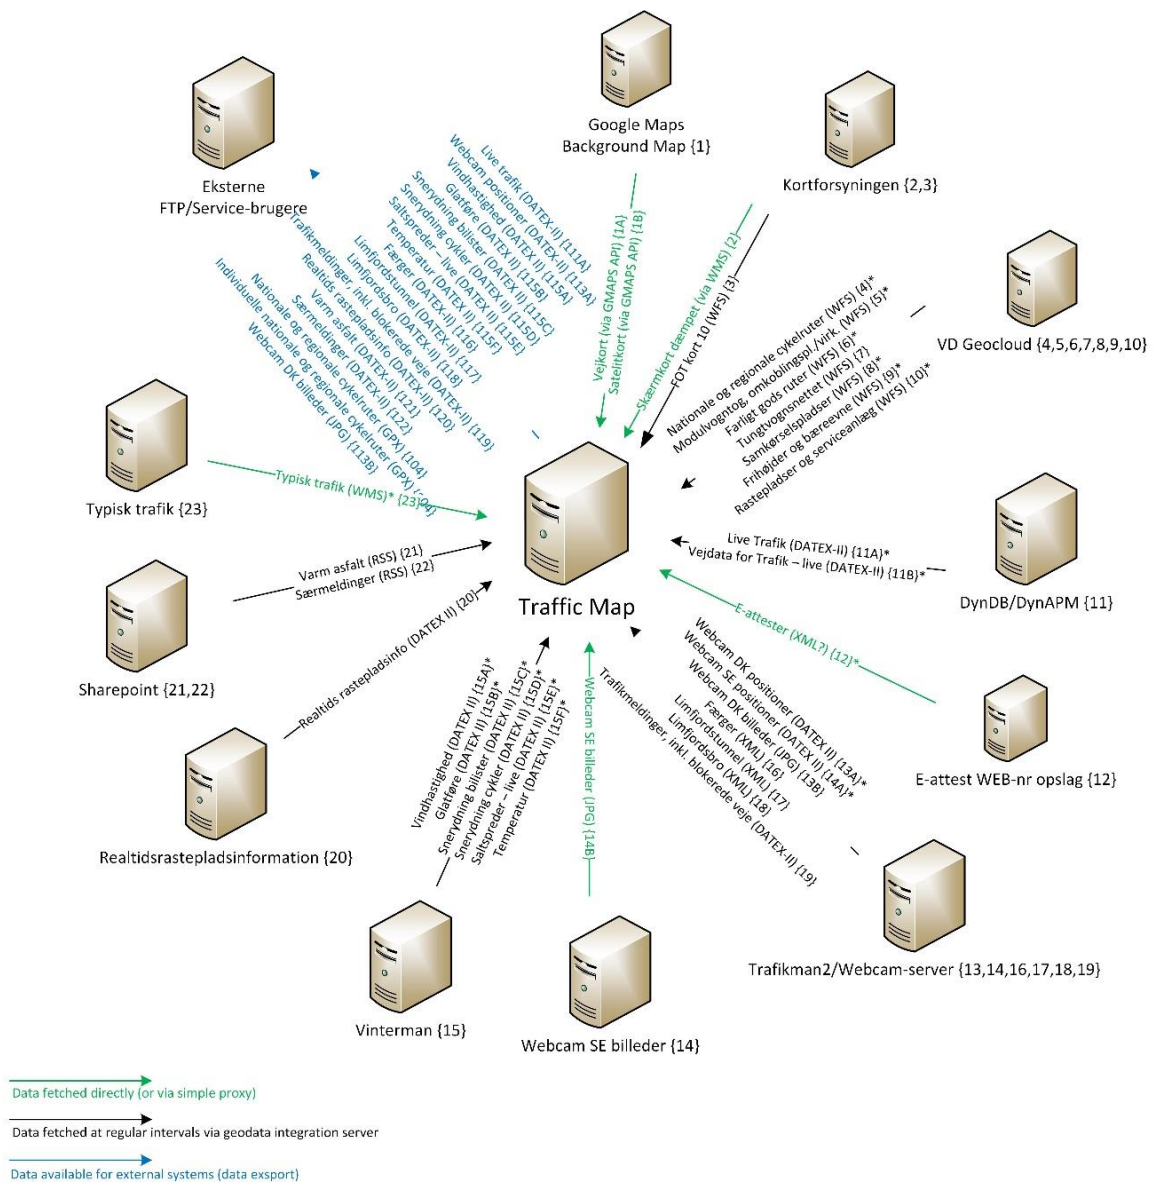 Google Maps
Background Map {1}
Eksterne
FTP/Service-brugere
Kortforsyningen {2,3}
Live trafik (DATEX-II) {111A}
Webcam positioner (DATEX-II) {113A}
Vindhastighed (DATEX II) {115A}
Glatføre (DATEX II) {115B}
Snerydning bilister (DATEX II) {115C}
Snerydning cykler (DATEX II) {115D}
Saltspreder – live (DATEX II) {115E}
Temperatur (DATEX II) {115F}
Færger (DATEX-II) {116}
Limfjordstunnel (DATEX-II) {117}
Limfjordsbro (DATEX-II) {118}
Trafikmeldinger, inkl. blokerede veje (DATEX-II) {119}
Realtids rastepladsinfo (DATEX-II) {120}
Varm asfalt (DATEX-II) {121}
Særmeldinger (DATEX-II) {122}
Nationale og regionale cykelruter (GPX) {104}
Individuelle nationale og regionale cykelruter (GPX)
Webcam DK billeder (JPG) {113B}
Vejkort (via GMAPS API) {1A}
Satelitkort (via GMAPS API) {1B}
Skærmkort dæmpet (via WMS) {2}
FOT kort 10 (WFS) {3}
Nationale og regionale cykelruter (WFS) {4}*
Modulvogntog, omkoblingspl./virk. (WFS) {5}*
Farligt gods ruter (WFS) {6}*
Tungtvognsnettet (WFS) {7}
Samkørselspladser (WFS) {8}*
Frihøjder og bæreevne (WFS) {9}*
Rastepladser og serviceanlæg (WFS) {10}*
VD Geocloud {4,5,6,7,8,9,10}
Typisk trafik (WMS)* {23}
Typisk trafik {23}
Traffic Map
Live Trafik (DATEX-II) {11A}*
Vejdata for Trafik – live (DATEX-II) {11B}*
DynDB/DynAPM {11}
Varm asfalt (RSS) {21}
Særmeldinger (RSS) {22}
Sharepoint {21,22}
E-attester (XML?) {12}*
E-attest WEB-nr opslag {12}
Realtids rastepladsinfo (DATEX II) {20}
Realtidsrastepladsinformation {20}
Vindhastighed (DATEX II) {15A}*
Glatføre (DATEX II) {15B}*
Snerydning bilister (DATEX II) {15C}*
Snerydning cykler (DATEX II) {15D}*
Saltspreder – live (DATEX II) {15E}*
Temperatur (DATEX II) {15F}*
Vinterman {15}
Webcam SE billeder (JPG) {14B}
Webcam SE billeder {14}
Webcam DK positioner (DATEX II) {13A}*
Webcam SE positioner (DATEX II) {14A}*
Webcam DK billeder (JPG) {13B}
Færger (XML) {16}
Limfjordstunnel (XML) {17}
Limfjordsbro (XML) {18}
Trafikmeldinger, inkl. blokerede veje (DATEX-II) {19}
Trafikman2/Webcam-server {13,14,16,17,18,19}
Data fetched directly (or via simple proxy)
Data fetched at regular intervals via geodata integration server
Data available for external systems (data exsport)